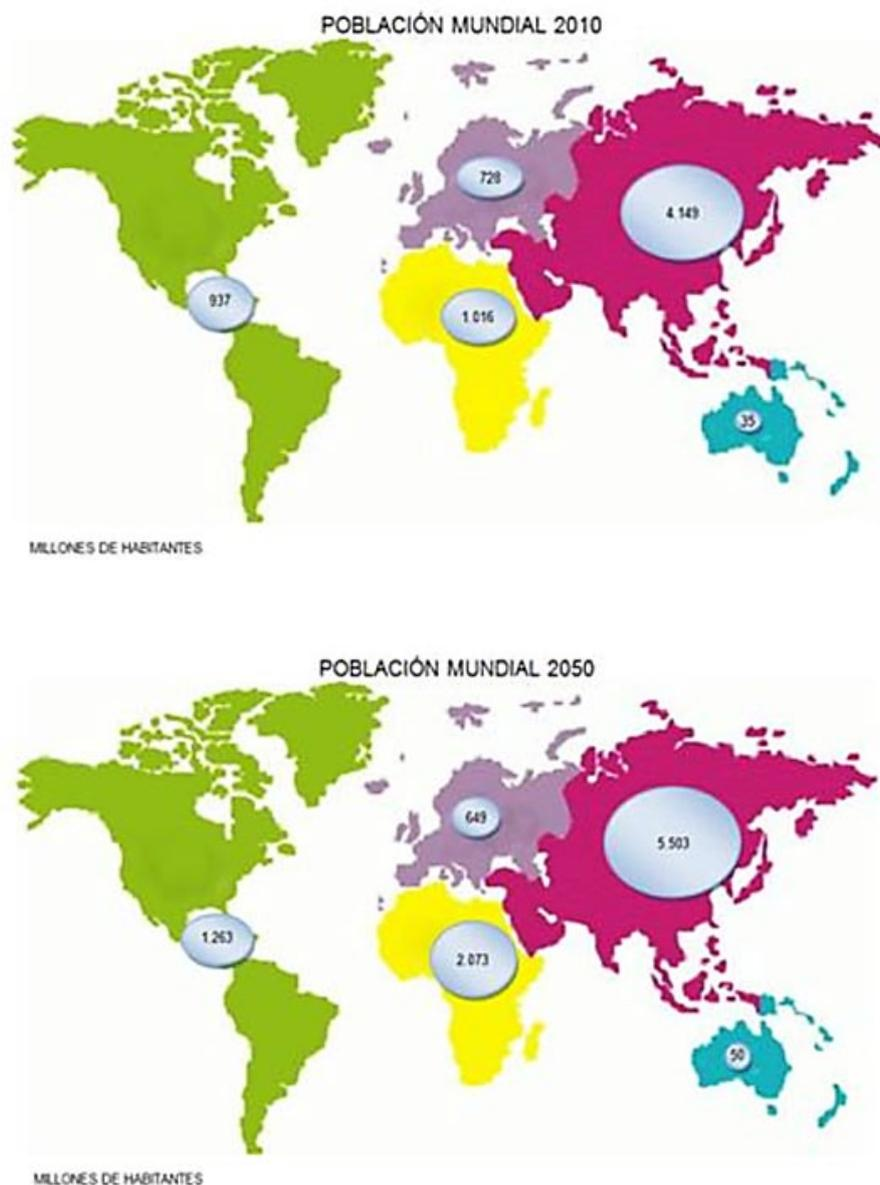 POBLACIÓN MUNDIAL 2010
728
4.149
937
1.016
35
MILLONES DE HABITANTES
POBLACIÓN MUNDIAL 2050
649
5.503
1.263
2.073
50
MILLONES DE HABITANTES